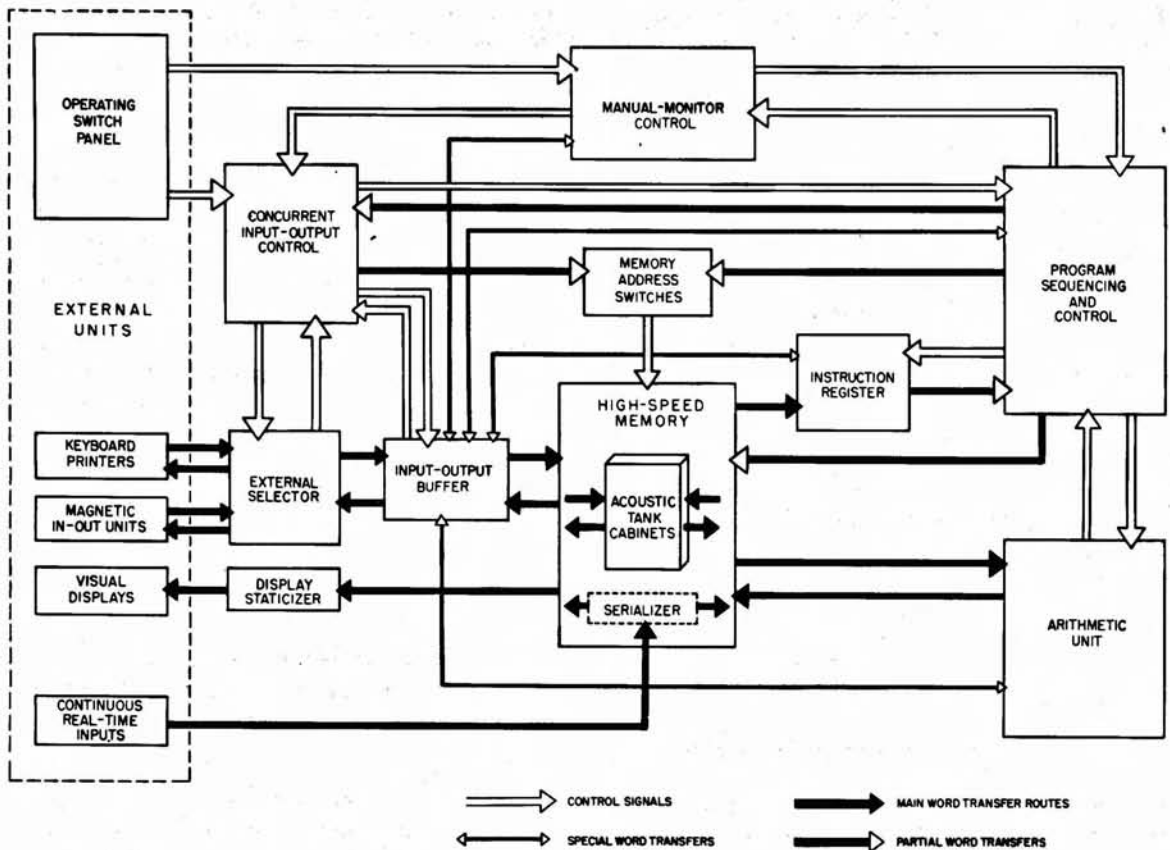 OPERATING
SWITCH
PANEL
MANUAL-MONITOR
CONTROL
CONCURRENT
INPUT-OUTPUT
CONTROL
MEMORY
ADDRESS
SWITCHES
PROGRAM
SEQUENCING
AND
CONTROL
EXTERNAL
UNITS
INSTRUCTION
REGISTER
HIGH-SPEED
MEMORY
KEYBOARD
PRINTERS
EXTERNAL
SELECTOR
INPUT-OUTPUT
BUFFER
ACOUSTIC
TANK
CABINETS
MAGNETIC
IN-OUT UNITS
VISUAL
DISPLAYS
DISPLAY
STATICIZER
SERIALIZER
ARITHMETIC
UNIT
CONTINUOUS
REAL-TIME
INPUTS
CONTROL SIGNALS
MAIN WORD TRANSFER ROUTES
SPECIAL WORD TRANSFERS
PARTIAL WORD TRANSFERS